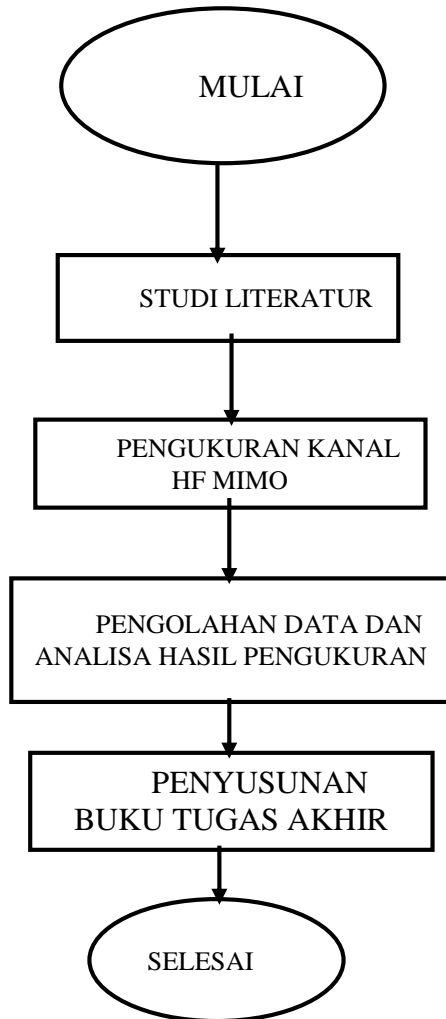 MULAI
STUDI LITERATUR
PENGUKURAN KANAL
HF MIMO
PENGOLAHAN DATA DAN
ANALISA HASIL PENGUKURAN
PENYUSUNAN
BUKU TUGAS AKHIR
SELESAI